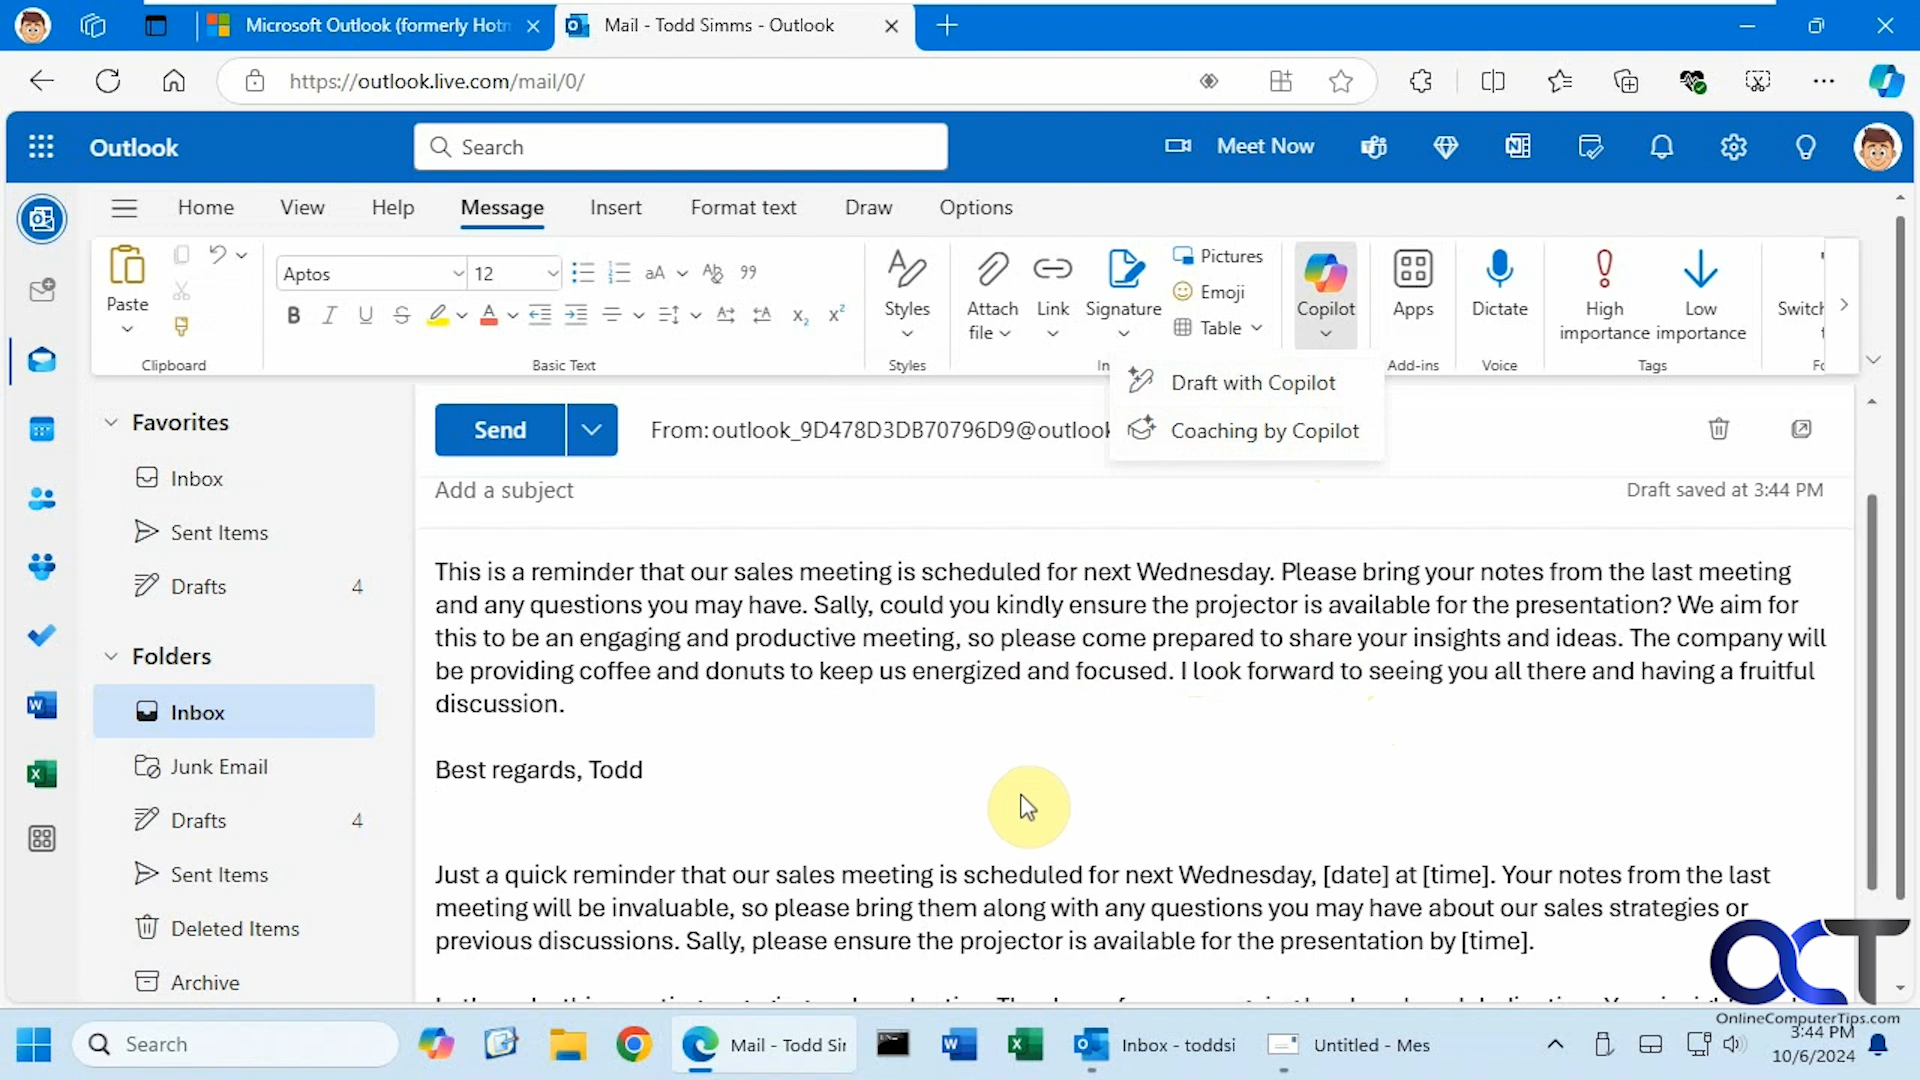 Microsoft Outlook (formerly Hotm
Mail - Todd Simms - Outlook
https://outlook.live.com/mail/0/
Outlook
Search
Meet Now
Home
View
Help
Message
Insert
Format text
Draw
Options
Paste
Clipboard
Aptos
12
Basic Text
Styles
Styles
Attach
file
Link
Signature
Pictures
Emoji
Table
In
Copilot
Draft with Copilot
Coaching by Copilot
Apps
Add-ins
Dictate
Voice
High
importance
Low
importance
Tags
Switch
t
Fo
Favorites
Inbox
Sent Items
Drafts 4
Folders
Inbox
Junk Email
Drafts 4
Sent Items
Deleted Items
Archive
Send
From: outlook_9D478D3DB70796D9@outlook
Add a subject
Draft saved at 3:44 PM
This is a reminder that our sales meeting is scheduled for next Wednesday. Please bring your notes from the last meeting
and any questions you may have. Sally, could you kindly ensure the projector is available for the presentation? We aim for
this to be an engaging and productive meeting, so please come prepared to share your insights and ideas. The company will
be providing coffee and donuts to keep us energized and focused. I look forward to seeing you all there and having a fruitful
discussion.
Best regards, Todd
Just a quick reminder that our sales meeting is scheduled for next Wednesday, [date] at [time]. Your notes from the last
meeting will be invaluable, so please bring them along with any questions you may have about our sales strategies or
previous discussions. Sally, please ensure the projector is available for the presentation by [time].
OCT
OnlineComputerTips.com
Search
Mail - Todd Sir
Inbox - toddsi
Untitled - Mes
3:44 PM
10/6/2024